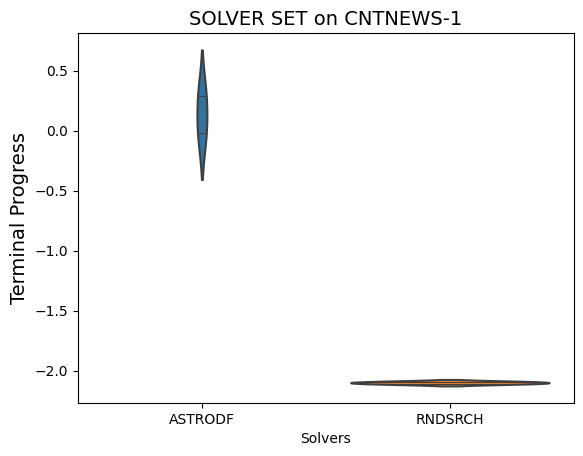 SOLVER SET on CNTNEWS-1
Terminal Progress
0.5
0.0
−0.5
−1.0
−1.5
−2.0
ASTRODF RNDSRCH
Solvers